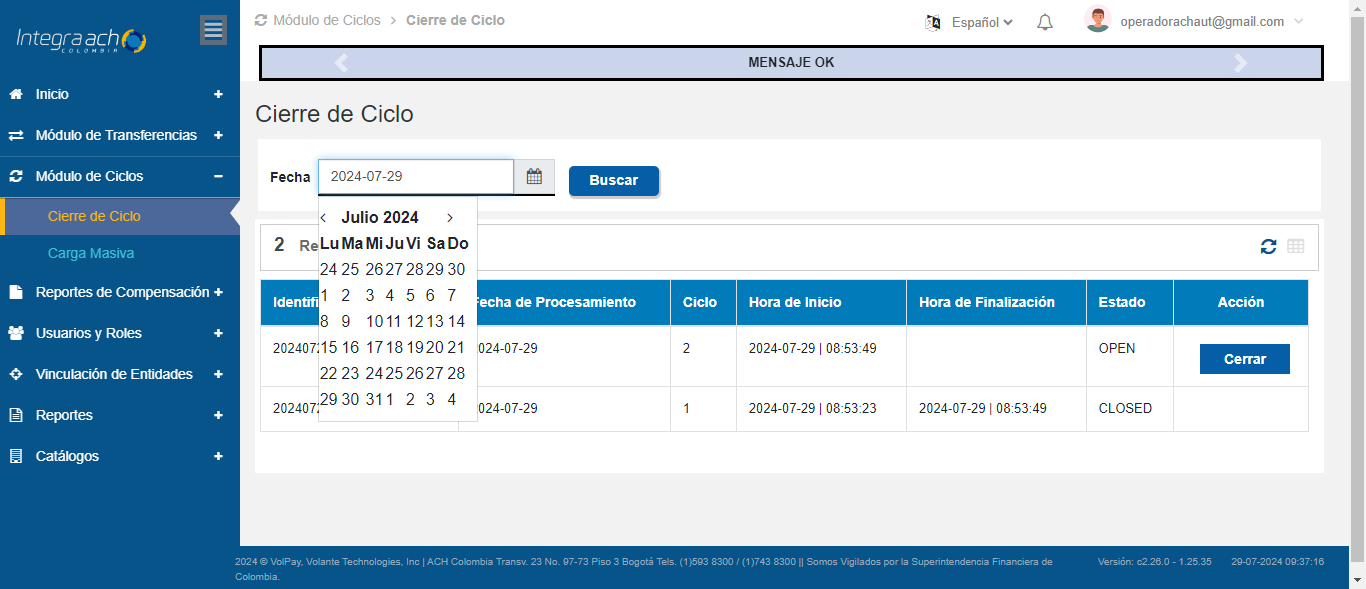 Integra ach
COLOMBIA
Inicio +
Módulo de Transferencias +
Módulo de Ciclos −
Cierre de Ciclo
Carga Masiva
Reportes de Compensación +
Usuarios y Roles +
Vinculación de Entidades +
Reportes +
Catálogos +
Módulo de Ciclos > Cierre de Ciclo
Español
operadorachaut@gmail.com
MENSAJE OK
Cierre de Ciclo
Fecha 2024-07-29 Buscar
‹ Julio 2024 ›
Lu Ma Mi Ju Vi Sa Do
24 25 26 27 28 29 30
1 2 3 4 5 6 7
8 9 10 11 12 13 14
15 16 17 18 19 20 21
22 23 24 25 26 27 28
29 30 31 1 2 3 4
2 Re
Identifi Fecha de Procesamiento Ciclo Hora de Inicio Hora de Finalización Estado Acción
202407 024-07-29 2 2024-07-29 | 08:53:49 OPEN Cerrar
202407 024-07-29 1 2024-07-29 | 08:53:23 2024-07-29 | 08:53:49 CLOSED
2024 © VolPay, Volante Technologies, Inc | ACH Colombia Transv. 23 No. 97-73 Piso 3 Bogotá Tels. (1)593 8300 / (1)743 8300 || Somos Vigilados por la Superintendencia Financiera de
Colombia.
Versión: c2.26.0 - 1.25.35 29-07-2024 09:37:16